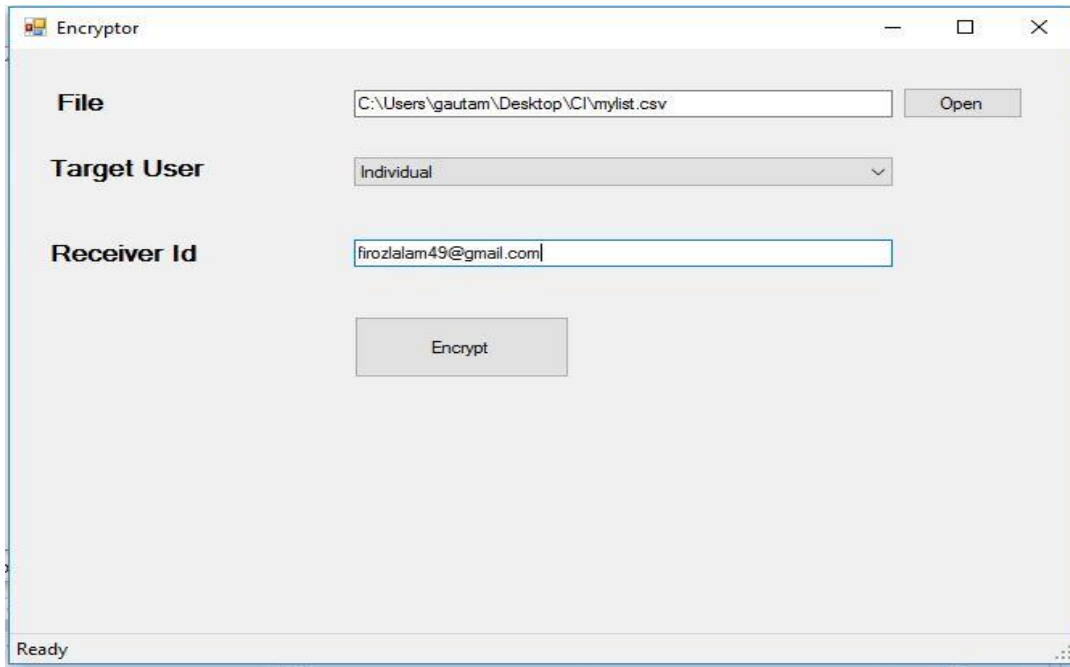 Encryptor
File C:\Users\gautam\Desktop\CI\mylist.csv Open
Target User Individual
Receiver Id firozlalam49@gmail.com
Encrypt
Ready